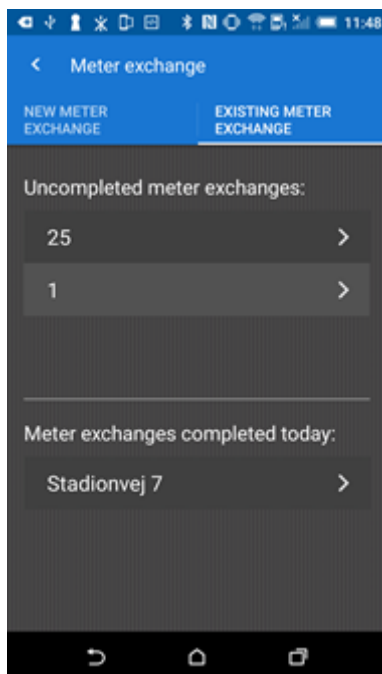 11:48
Meter exchange
NEW METER
EXCHANGE
EXISTING METER
EXCHANGE
Uncompleted meter exchanges:
25
1
Meter exchanges completed today:
Stadionvej 7